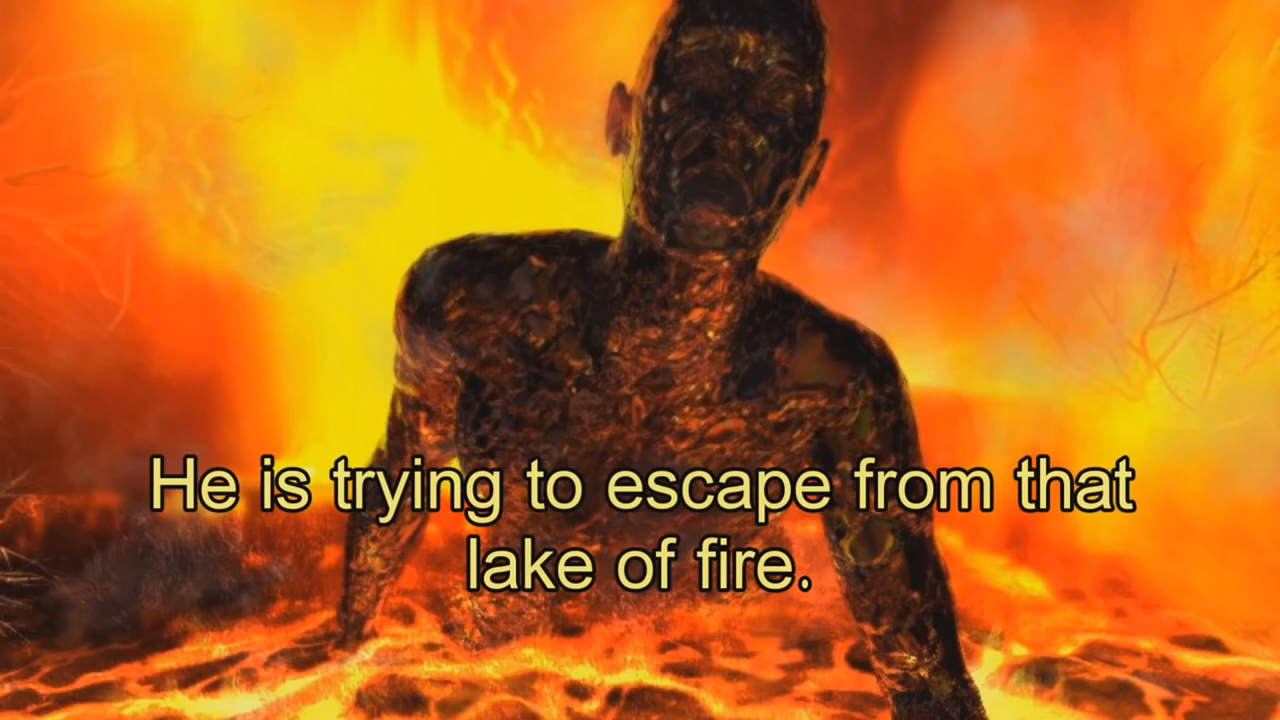 He is trying to escape from that
lake of fire.